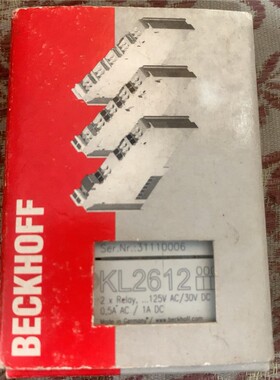 BECKHOFF
Ser.Nr.:31110006
KL2612
2 x Relay, ...125V AC/30V DC
0,5A AC / 1A DC
Made in Germany / www.beckhoff.com